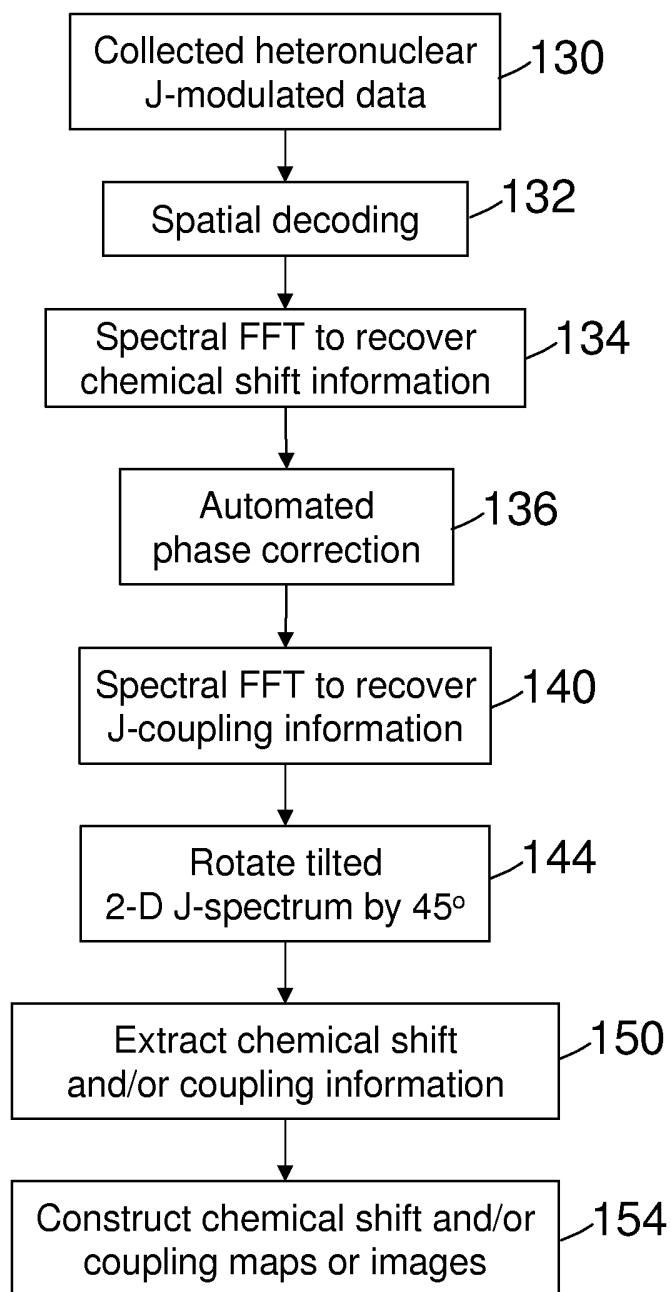 Collected heteronuclear
J-modulated data
130
Spatial decoding
132
Spectral FFT to recover
chemical shift information
134
Automated
phase correction
136
Spectral FFT to recover
J-coupling information
140
Rotate tilted
2-D J-spectrum by 45º
144
Extract chemical shift
and/or coupling information
150
Construct chemical shift and/or
coupling maps or images
154